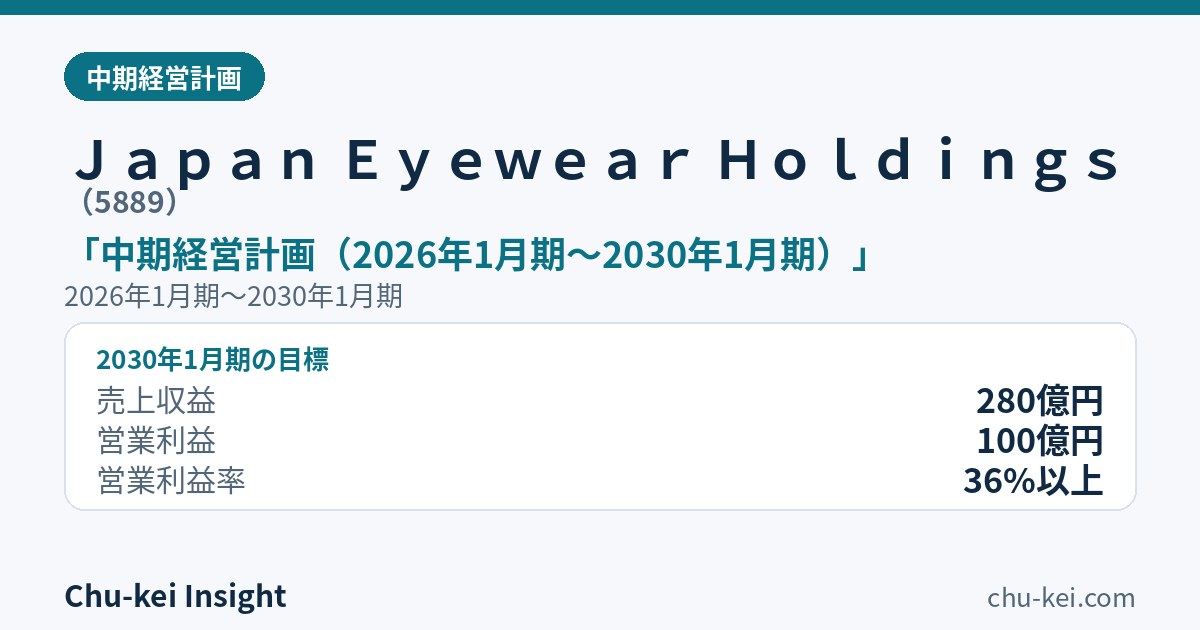 中期経営計画
Ｊａｐａｎ Ｅｙｅｗｅａｒ Ｈｏｌｄｉｎｇｓ
（5889）
「中期経営計画（2026年1月期～2030年1月期）」
2026年1月期～2030年1月期
2030年1月期の目標
売上収益 280億円
営業利益 100億円
営業利益率 36%以上
Chu-kei Insight chu-kei.com